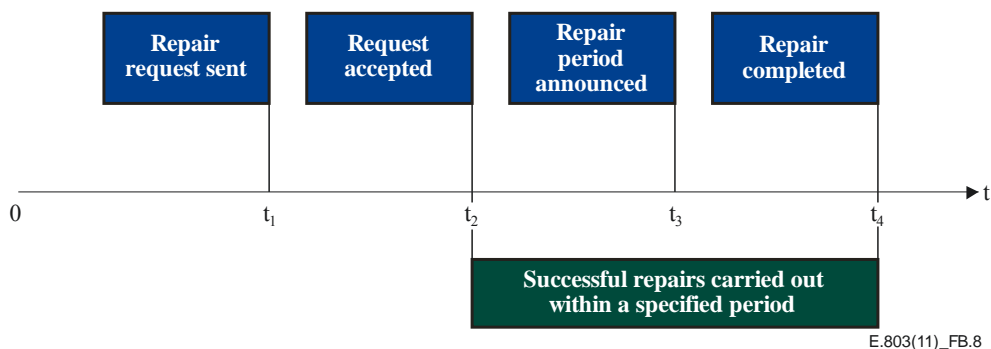 Repair
request sent
Request
accepted
Repair
period
announced
Repair
completed
0
t1
t2
t3
t4
t
Successful repairs carried out
within a specified period
E.803(11)_FB.8